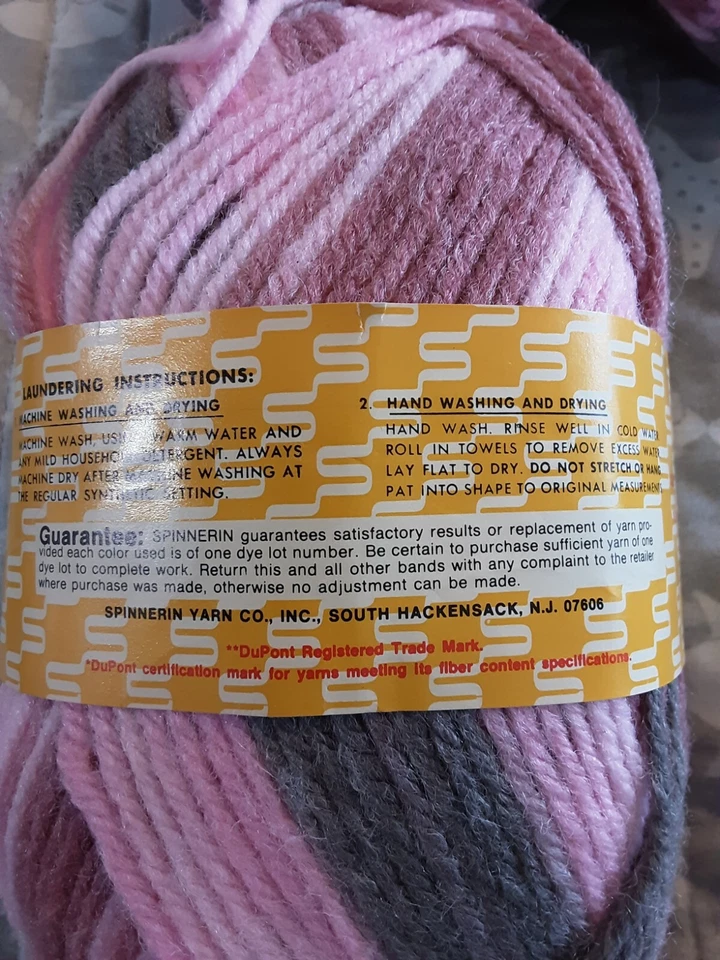 LAUNDERING INSTRUCTIONS:
MACHINE WASHING AND DRYING
MACHINE WASH, USING WARM WATER AND
ANY MILD HOUSEHOLD DETERGENT. ALWAYS
MACHINE DRY AFTER MACHINE WASHING AT
THE REGULAR SYNTHETIC SETTING.
2. HAND WASHING AND DRYING
HAND WASH. RINSE WELL IN COLD WATER
ROLL IN TOWELS TO REMOVE EXCESS WATER
LAY FLAT TO DRY. DO NOT STRETCH OR HANG
PAT INTO SHAPE TO ORIGINAL MEASUREMENT
Guarantee: SPINNERIN guarantees satisfactory results or replacement of yarn pro-
vided each color used is of one dye lot number. Be certain to purchase sufficient yarn of one
dye lot to complete work. Return this and all other bands with any complaint to the retailer
where purchase was made, otherwise no adjustment can be made.
SPINNERIN YARN CO., INC., SOUTH HACKENSACK, N.J. 07606
**DuPont Registered Trade Mark.
*DuPont certification mark for yarns meeting its fiber content specifications.